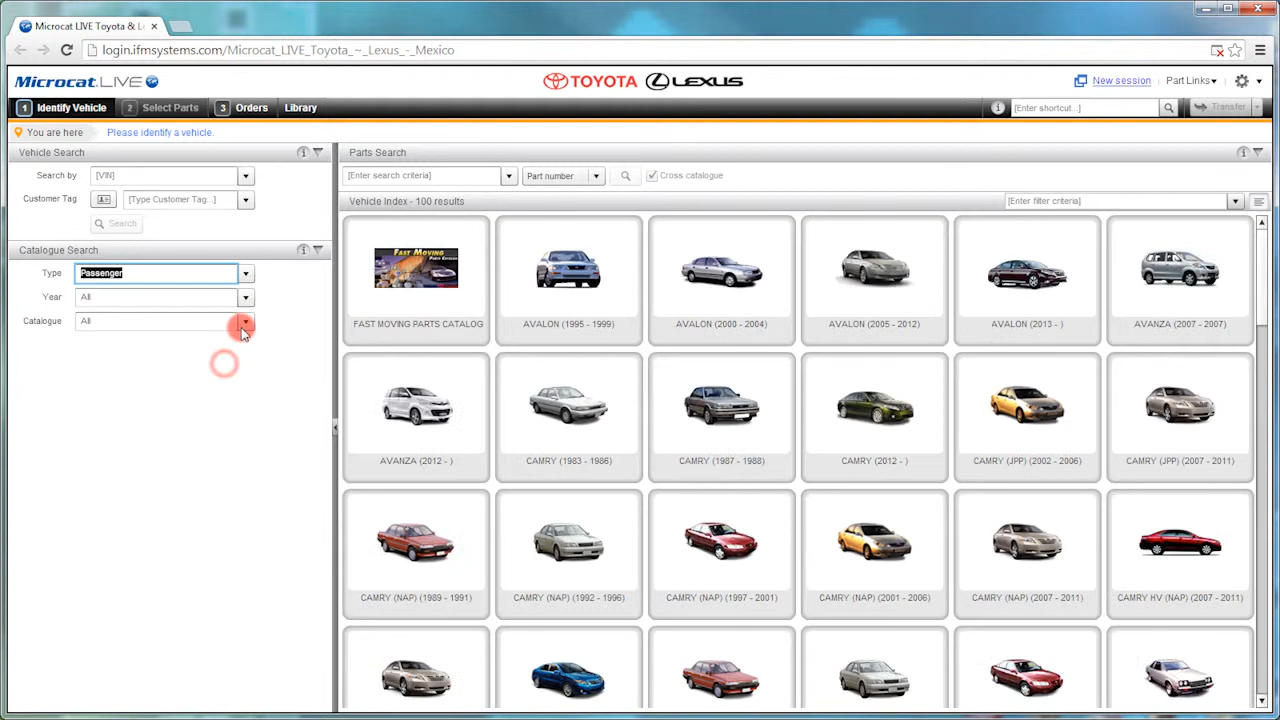 Microcat LIVE Toyota & L
login.ifmsystems.com/Microcat_LIVE_Toyota_~_Lexus_-_Mexico
Microcat.LIVE
TOYOTA LEXUS
New session Part Links
1 Identify Vehicle 2 Select Parts 3 Orders Library [Enter shortcut...] Transfer
You are here Please identify a vehicle.
Vehicle Search
Search by [VIN]
Customer Tag [Type Customer Tag...]
Search
Catalogue Search
Type Passenger
Year All
Catalogue All
Parts Search
[Enter search criteria] Part number Cross catalogue
Vehicle Index - 100 results [Enter filter criteria]
FAST MOVING
PARTS CATALOG
FAST MOVING PARTS CATALOG AVALON (1995 - 1999) AVALON (2000 - 2004) AVALON (2005 - 2012) AVALON (2013 - ) AVANZA (2007 - 2007)
AVANZA (2012 - ) CAMRY (1983 - 1986) CAMRY (1987 - 1988) CAMRY (2012 - ) CAMRY (JPP) (2002 - 2006) CAMRY (JPP) (2007 - 2011)
CAMRY (NAP) (1989 - 1991) CAMRY (NAP) (1992 - 1996) CAMRY (NAP) (1997 - 2001) CAMRY (NAP) (2001 - 2006) CAMRY (NAP) (2007 - 2011) CAMRY HV (NAP) (2007 - 2011)